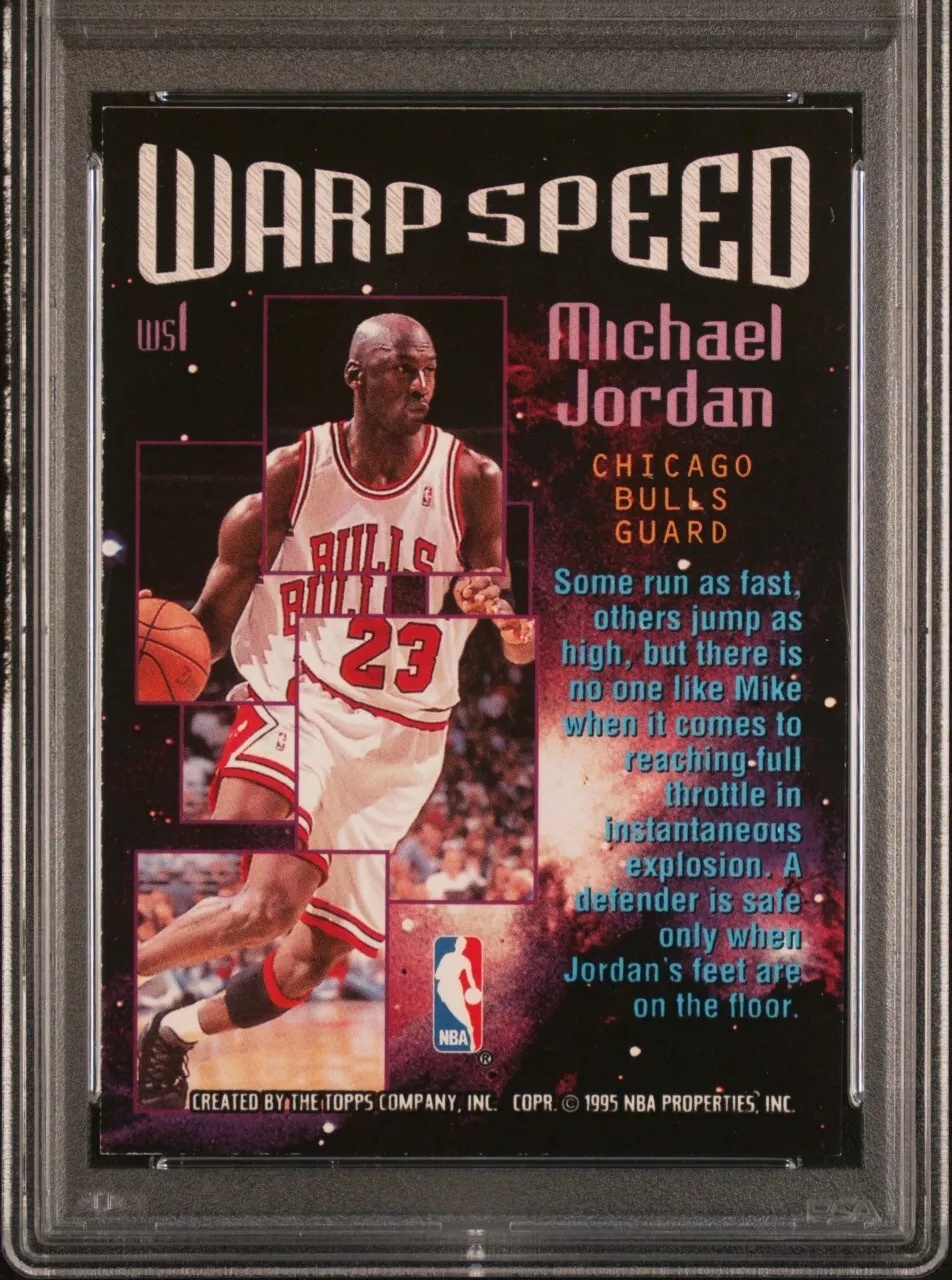 WARP SPEED
WS1
Michael
Jordan
CHICAGO
BULLS
GUARD
BULLS
BULL
23
Some run as fast,
others jump as
high, but there is
no one like Mike
when it comes to
reaching full
throttle in
instantaneous
explosion. A
defender is safe
only when
Jordan's feet are
on the floor.
NBA
®
CREATED BY THE TOPPS COMPANY, INC. COPR. © 1995 NBA PROPERTIES, INC.
PSA